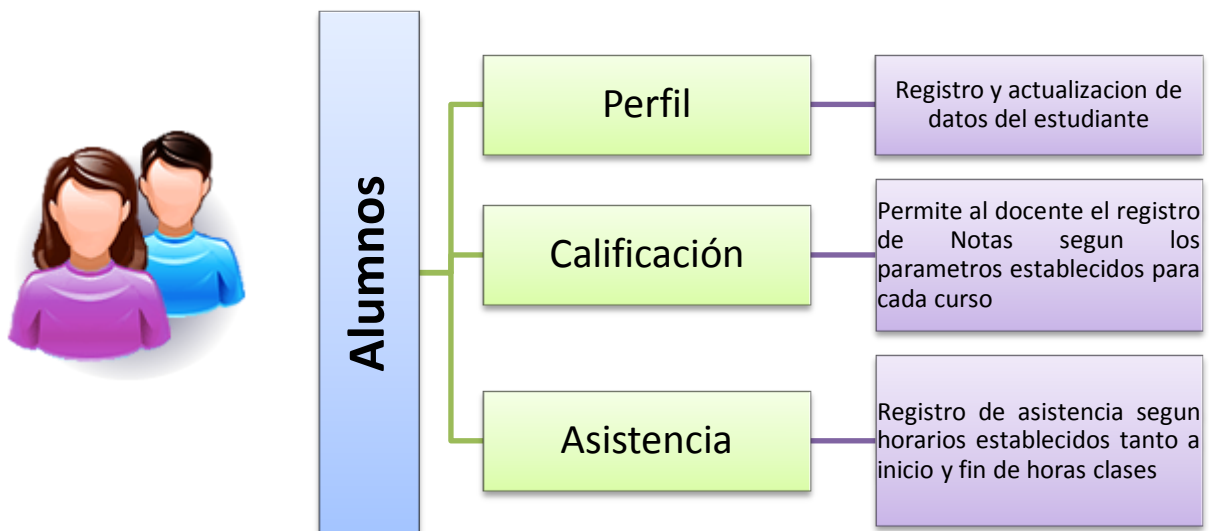 Alumnos
Perfil
Registro y actualizacion de
datos del estudiante
Calificación
Permite al docente el registro
de Notas segun los
parametros establecidos para
cada curso
Asistencia
Registro de asistencia segun
horarios establecidos tanto a
inicio y fin de horas clases